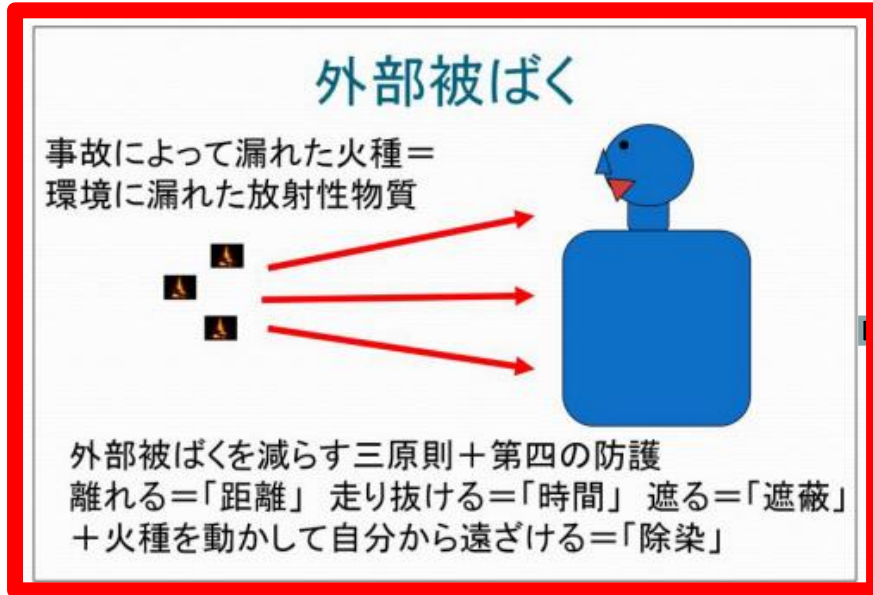 外部被ばく
事故によって漏れた火種＝
環境に漏れた放射性物質
外部被ばくを減らす三原則＋第四の防護
離れる＝「距離」 走り抜ける＝「時間」 遮る＝「遮蔽」
＋火種を動かして自分から遠ざける＝「除染」